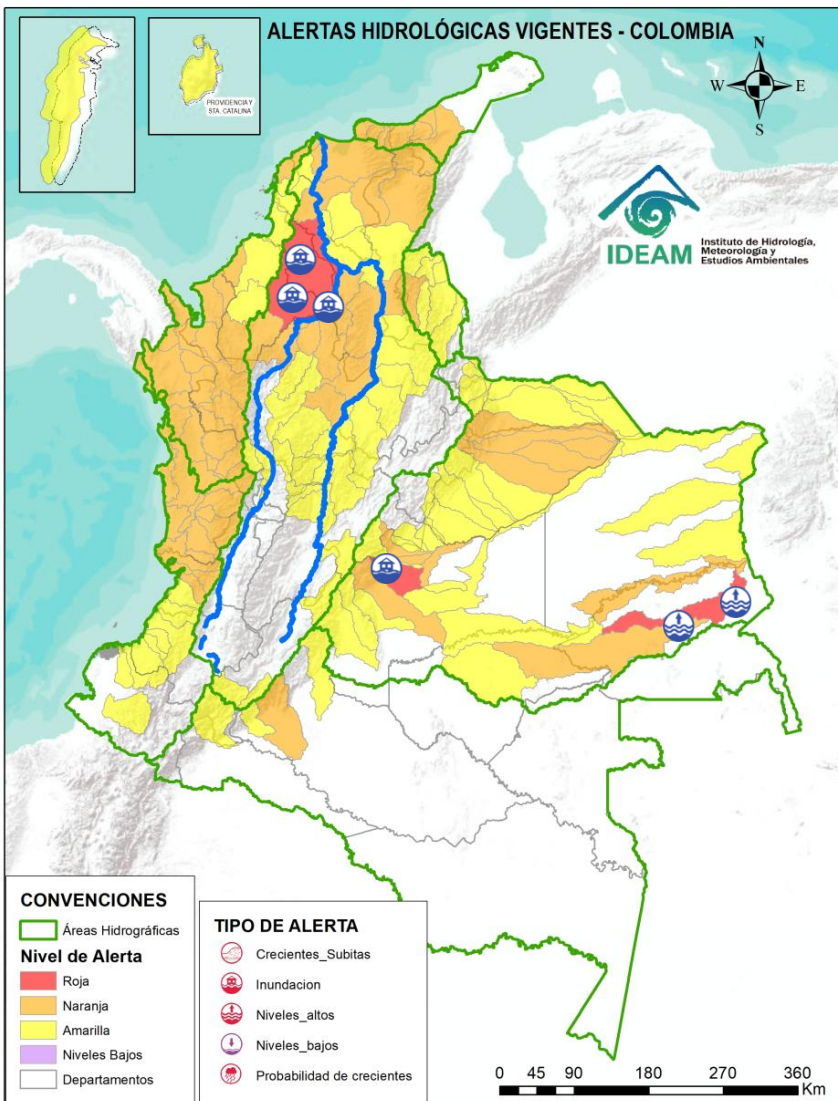 ALERTAS HIDROLÓGICAS VIGENTES - COLOMBIA
PROVIDENCIA Y
STA. CATALINA
N
W
E
S
IDEAM
Instituto de Hidrología,
Meteorología y
Estudios Ambientales
CONVENCIONES
Áreas Hidrográficas
Nivel de Alerta
Roja
Naranja
Amarilla
Niveles Bajos
Departamentos
TIPO DE ALERTA
Crecientes_Subitas
Inundacion
Niveles_altos
Niveles_bajos
Probabilidad de crecientes
0 45 90 180 270 360
Km